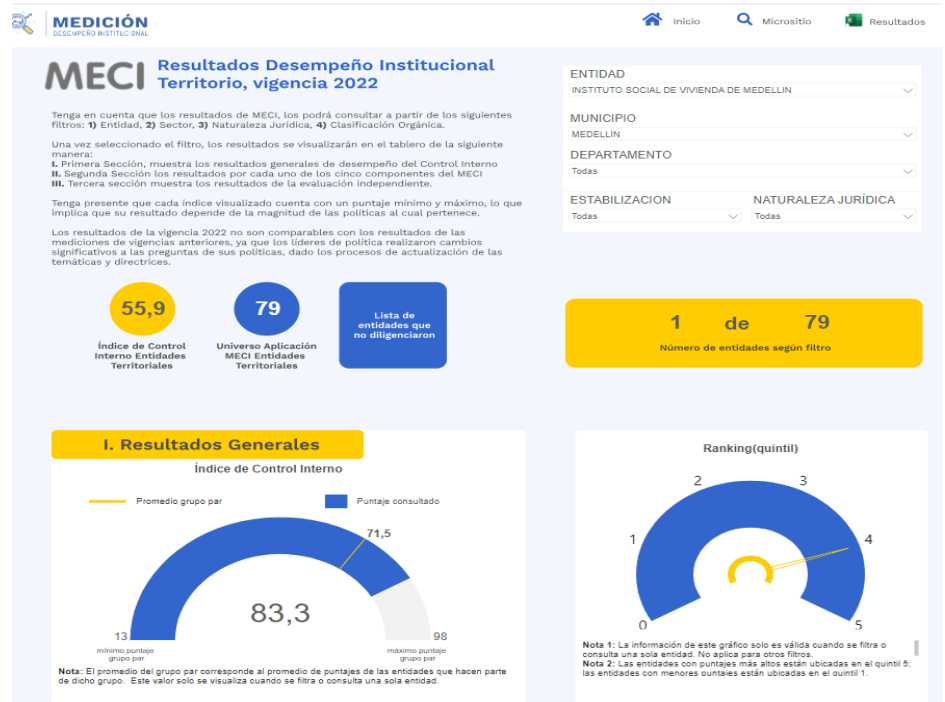 MEDICIÓN
DESEMPEÑO INSTITUCIONAL
Inicio
Micrositio
Resultados
MECI
Resultados Desempeño Institucional
Territorio, vigencia 2022
Tenga en cuenta que los resultados de MECI, los podrá consultar a partir de los siguientes
filtros: 1) Entidad, 2) Sector, 3) Naturaleza Jurídica, 4) Clasificación Orgánica.
Una vez seleccionado el filtro, los resultados se visualizarán en el tablero de la siguiente
manera:
I. Primera Sección, muestra los resultados generales de desempeño del Control Interno
II. Segunda Sección los resultados por cada uno de los cinco componentes del MECI
III. Tercera sección muestra los resultados de la evaluación independiente.
Tenga presente que cada índice visualizado cuenta con un puntaje mínimo y máximo, lo que
implica que su resultado depende de la magnitud de las políticas al cual pertenece.
Los resultados de la vigencia 2022 no son comparables con los resultados de las
mediciones de vigencias anteriores, ya que los líderes de política realizaron cambios
significativos a las preguntas de sus políticas, dado los procesos de actualización de las
temáticas y directrices.
ENTIDAD
INSTITUTO SOCIAL DE VIVIENDA DE MEDELLIN
MUNICIPIO
MEDELLÍN
DEPARTAMENTO
Todas
ESTABILIZACION
Todas
NATURALEZA JURÍDICA
Todas
55,9
Índice de Control
Interno Entidades
Territoriales
79
Universo Aplicación
MECI Entidades
Territoriales
Lista de
entidades que
no diligenciaron
1 de 79
Número de entidades según filtro
I. Resultados Generales
Índice de Control Interno
Promedio grupo par
Puntaje consultado
71,5
83,3
13
mínimo puntaje
grupo par
98
máximo puntaje
grupo par
Nota: El promedio del grupo par corresponde al promedio de puntajes de las entidades que hacen parte
de dicho grupo. Este valor solo se visualiza cuando se filtra o consulta una sola entidad.
Ranking(quintil)
2
3
1
4
0
5
Nota 1: La información de este gráfico solo es válida cuando se filtra o
consulta una sola entidad. No aplica para otros filtros.
Nota 2: Las entidades con puntajes más altos están ubicadas en el quintil 5;
las entidades con menores puntajes están ubicadas en el quintil 1.